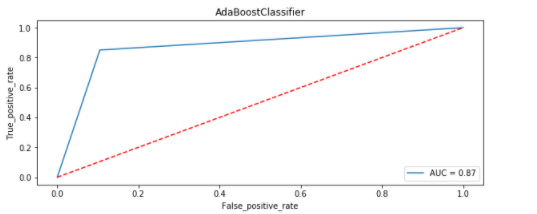 AdaBoostClassifier
1.0
0.8
0.6
0.4
0.2
0.0
True_positive_rate
AUC = 0.87
0.0 0.2 0.4 0.6 0.8 1.0
False_positive_rate